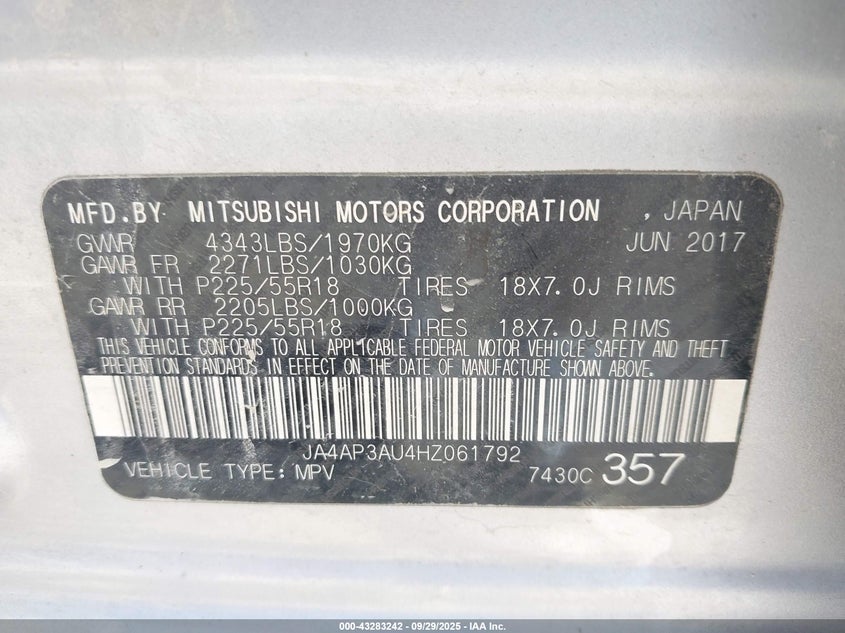 MFD.BY MITSUBISHI MOTORS CORPORATION , JAPAN
GVWR 4343LBS/1970KG JUN 2017
GAWR FR 2271LBS/1030KG
WITH P225/55R18 TIRES 18X7.0J RIMS
GAWR RR 2205LBS/1000KG
WITH P225/55R18 TIRES 18X7.0J RIMS
THIS VEHICLE CONFORMS TO ALL APPLICABLE FEDERAL MOTOR VEHICLE SAFETY AND THEFT
PREVENTION STANDARDS IN EFFECT ON THE DATE OF MANUFACTURE SHOWN ABOVE.
JA4AP3AU4HZ061792
VEHICLE TYPE: MPV 7430C 357
000-43283242 - 09/29/2025 - IAA Inc.